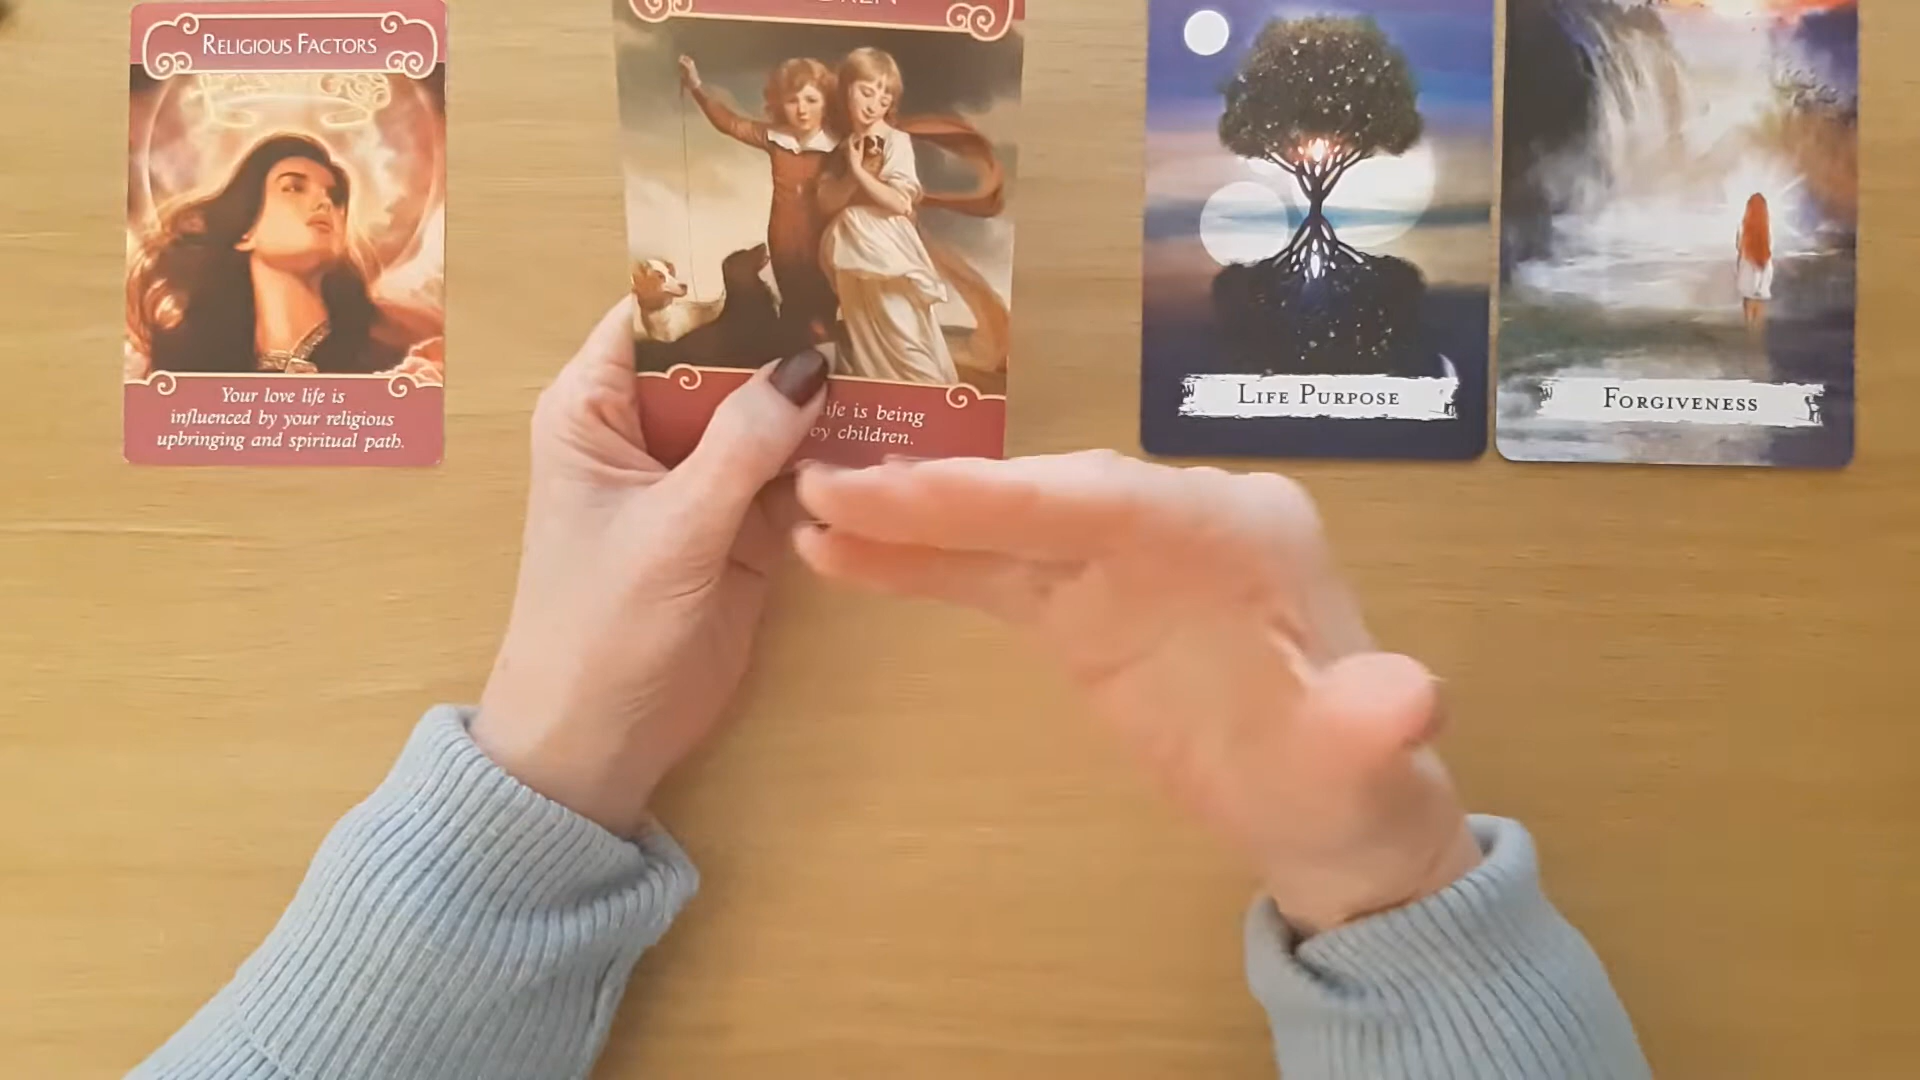 RELIGIOUS FACTORS
Your love life is
influenced by your religious
upbringing and spiritual path.
life is being
by children.
LIFE PURPOSE
FORGIVENESS